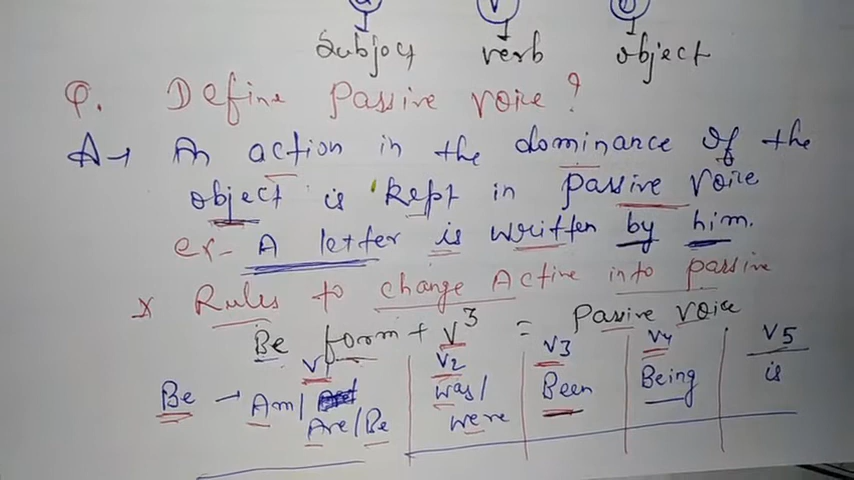 Subject verb object
Q. Define Passive voice?
A→ An action in the dominance of the
object is kept in passive voice
ex- A letter is written by him.
× Rules to change Active into passive
Be form + V³ = Passive voice
V V2 V3 V4 V5
Be → Am/ Been Being is
was/
Are/Be were